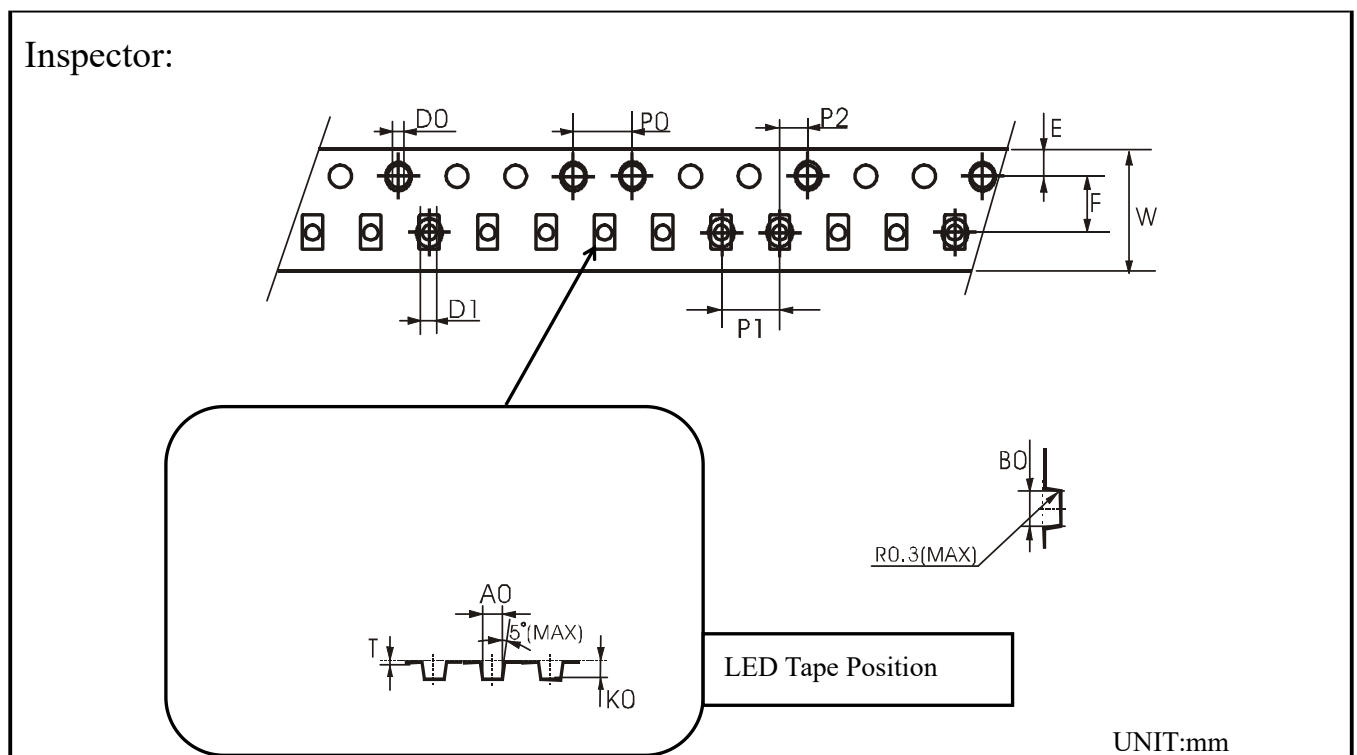 Inspector:
D0
P0
P2
E
F
W
D1
P1
B0
R0.3(MAX)
A0
5°(MAX)
T
K0
LED Tape Position
UNIT:mm